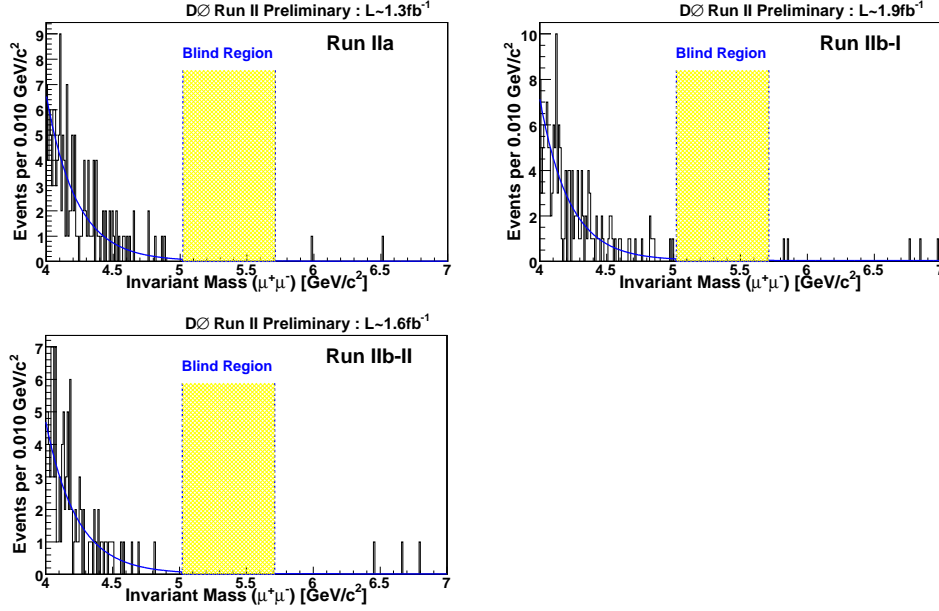 DØ Run II Preliminary : L~1.3fb⁻¹
Run IIa
Blind Region
Events per 0.010 GeV/c²
9
8
7
6
5
4
3
2
1
0
4 4.5 5 5.5 6 6.5 7
Invariant Mass (μ⁺μ⁻) [GeV/c²]
DØ Run II Preliminary : L~1.9fb⁻¹
Run IIb-I
Blind Region
Events per 0.010 GeV/c²
10
8
6
4
2
0
4 4.5 5 5.5 6 6.5 7
Invariant Mass (μ⁺μ⁻) [GeV/c²]
DØ Run II Preliminary : L~1.6fb⁻¹
Run IIb-II
Blind Region
Events per 0.010 GeV/c²
7
6
5
4
3
2
1
0
4 4.5 5 5.5 6 6.5 7
Invariant Mass (μ⁺μ⁻) [GeV/c²]